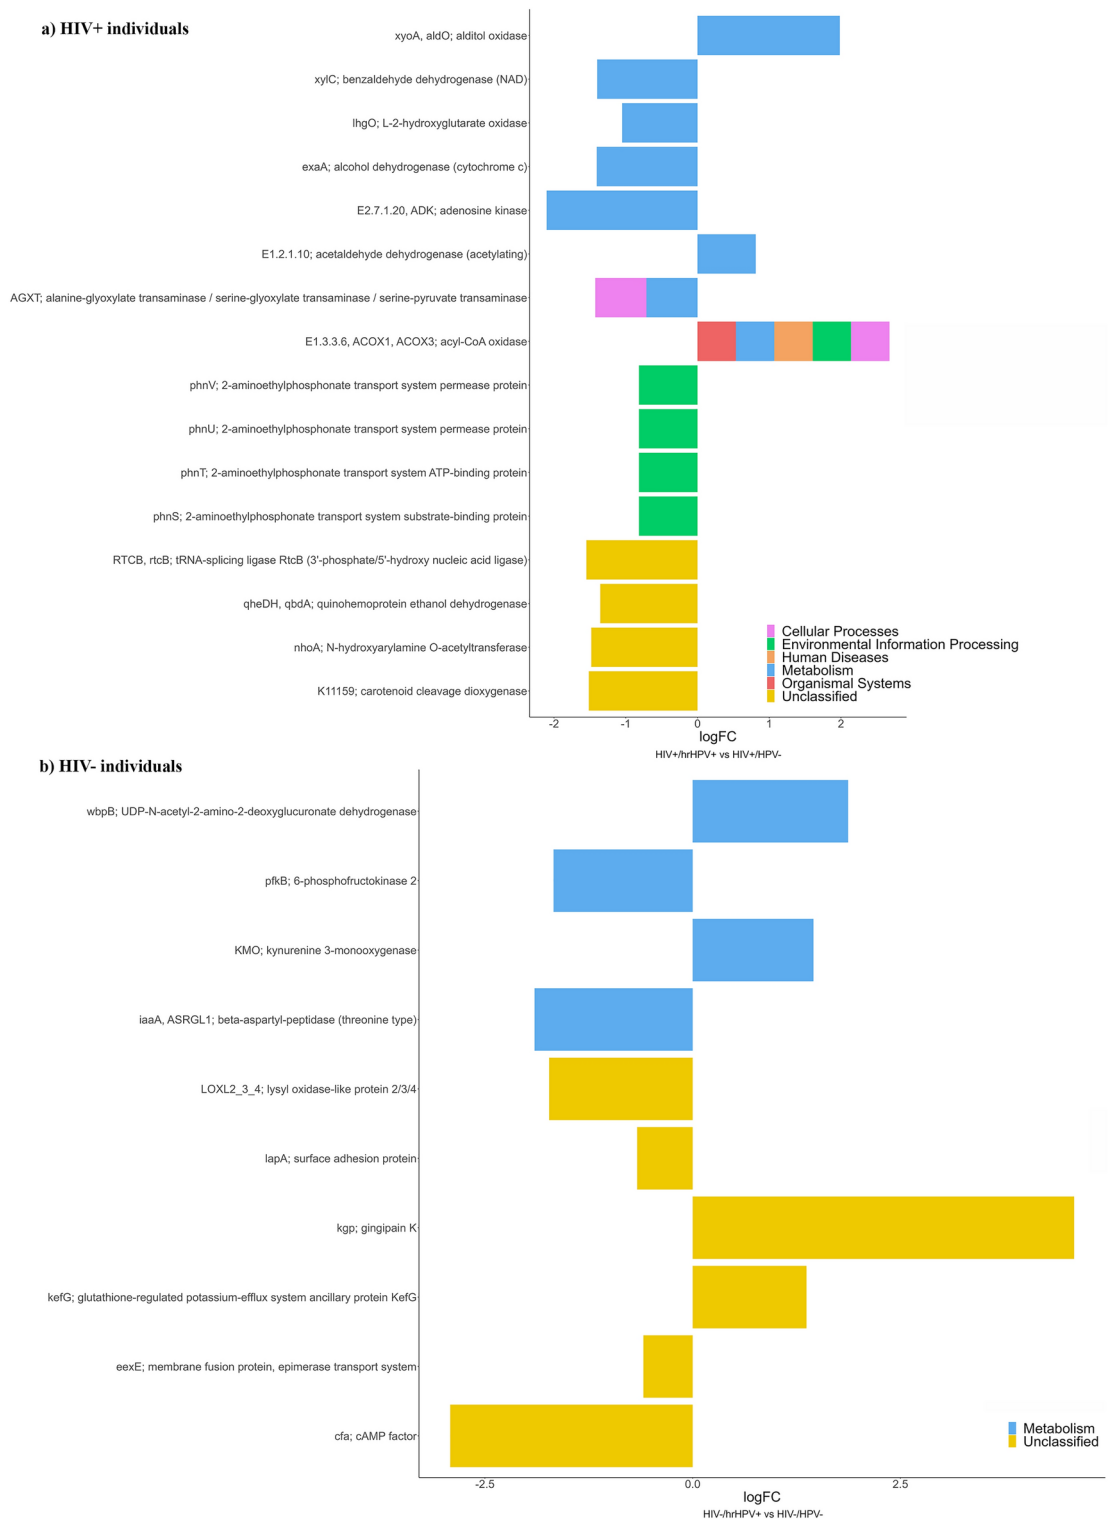 a) HIV+ individuals
xyoA, aldO; alditol oxidase
xylC; benzaldehyde dehydrogenase (NAD)
lhgO; L-2-hydroxyglutarate oxidase
exaA; alcohol dehydrogenase (cytochrome c)
E2.7.1.20, ADK; adenosine kinase
E1.2.1.10; acetaldehyde dehydrogenase (acetylating)
AGXT; alanine-glyoxylate transaminase / serine-glyoxylate transaminase / serine-pyruvate transaminase
E1.3.3.6, ACOX1, ACOX3; acyl-CoA oxidase
phnV; 2-aminoethylphosphonate transport system permease protein
phnU; 2-aminoethylphosphonate transport system permease protein
phnT; 2-aminoethylphosphonate transport system ATP-binding protein
phnS; 2-aminoethylphosphonate transport system substrate-binding protein
RTCB, rtcB; tRNA-splicing ligase RtcB (3'-phosphate/5'-hydroxy nucleic acid ligase)
qheDH, qbdA; quinohemoprotein ethanol dehydrogenase
nhoA; N-hydroxyarylamine O-acetyltransferase
K11159; carotenoid cleavage dioxygenase
Cellular Processes
Environmental Information Processing
Human Diseases
Metabolism
Organismal Systems
Unclassified
-2 -1 0 1 2
logFC
HIV+/hrHPV+ vs HIV+/HPV-
b) HIV- individuals
wbpB; UDP-N-acetyl-2-amino-2-deoxyglucuronate dehydrogenase
pfkB; 6-phosphofructokinase 2
KMO; kynurenine 3-monooxygenase
iaaA, ASRGL1; beta-aspartyl-peptidase (threonine type)
LOXL2_3_4; lysyl oxidase-like protein 2/3/4
lapA; surface adhesion protein
kgp; gingipain K
kefG; glutathione-regulated potassium-efflux system ancillary protein KefG
eexE; membrane fusion protein, epimerase transport system
cfa; cAMP factor
Metabolism
Unclassified
-2.5 0.0 2.5
logFC
HIV-/hrHPV+ vs HIV-/HPV-